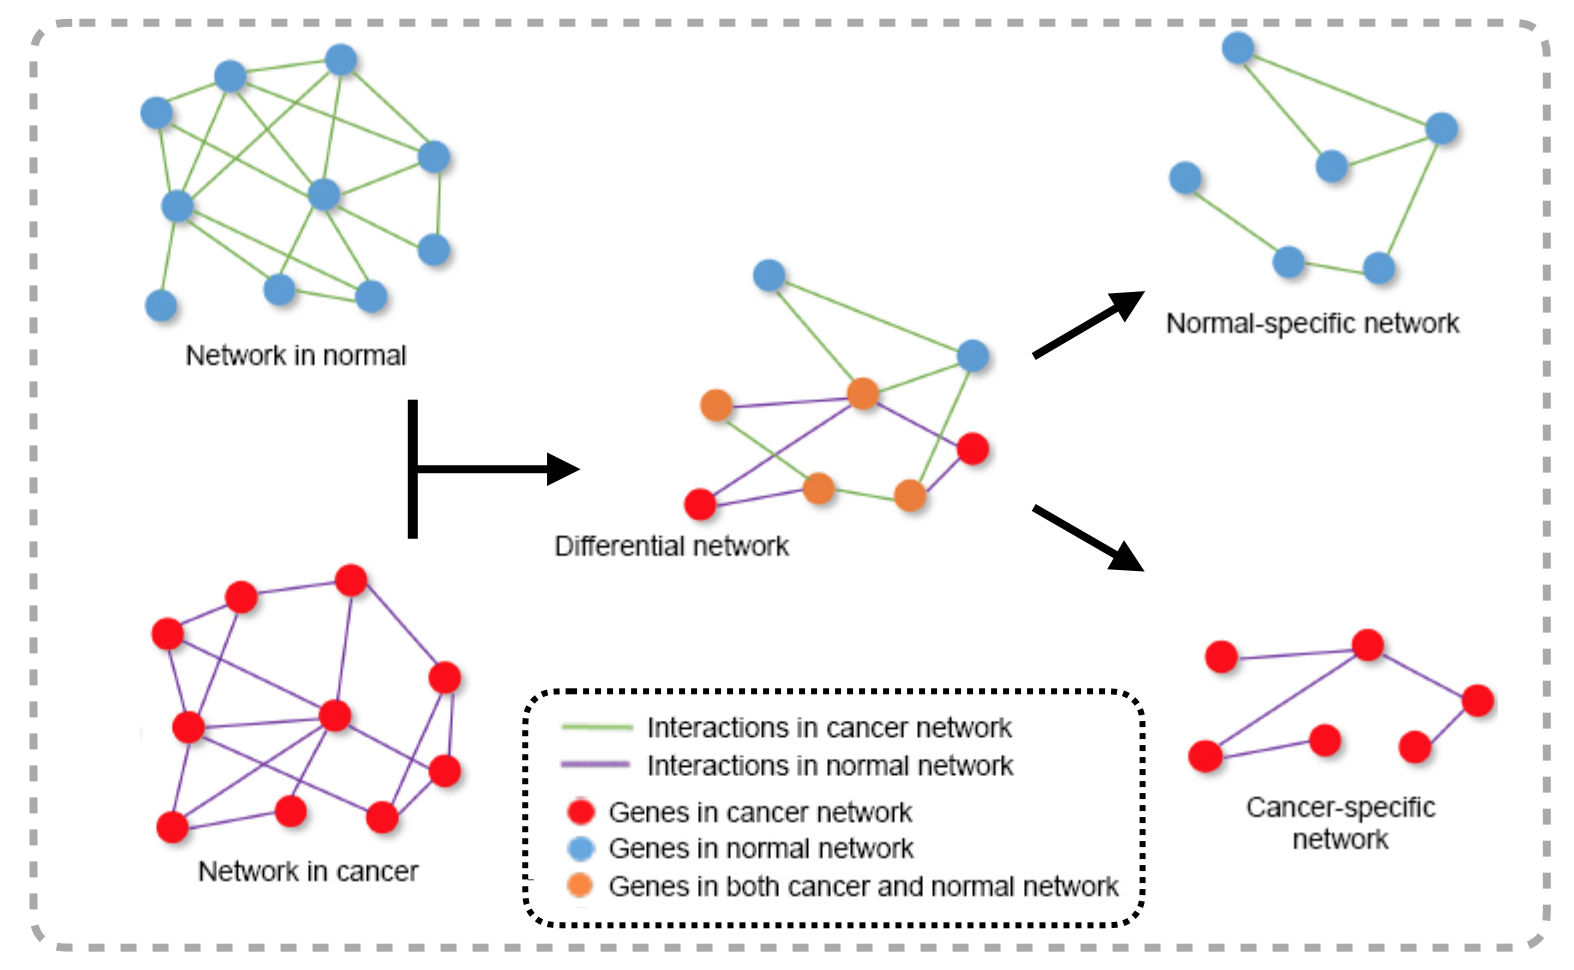 Network in normal
Normal-specific network
Differential network
Network in cancer
Interactions in cancer network
Interactions in normal network
Genes in cancer network
Genes in normal network
Genes in both cancer and normal network
Cancer-specific
network